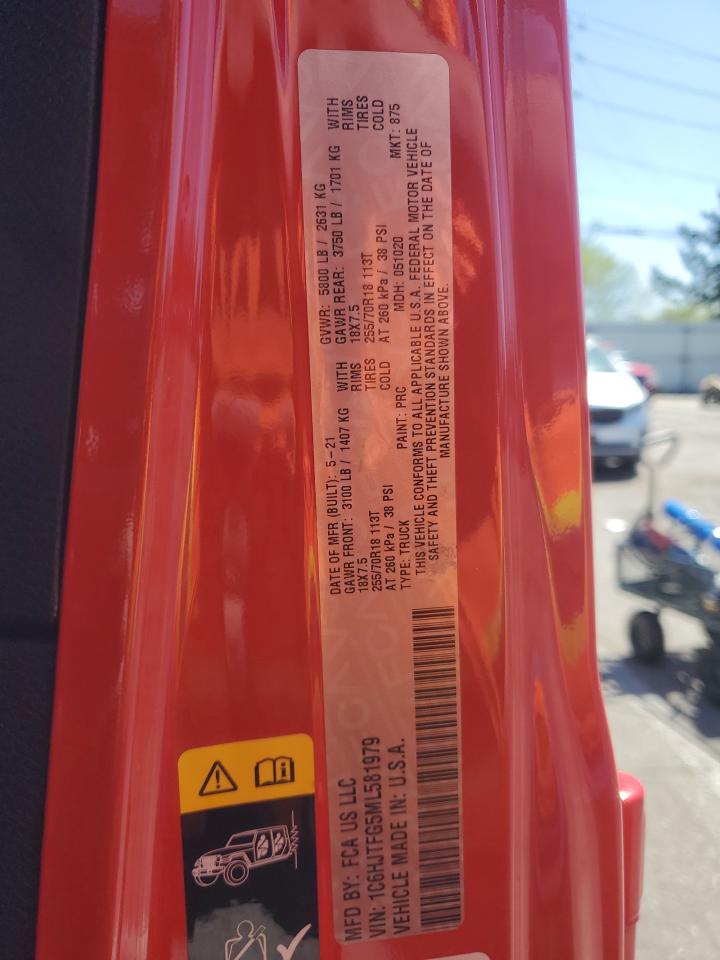 MFD BY: FCA US LLC
VIN: 1C6HJTFG5ML581979
VEHICLE MADE IN: U.S.A.
DATE OF MFR (BUILT): 5-21
GAWR FRONT: 3100 LB / 1407 KG WITH
18X7.5 RIMS
255/70R18 113T TIRES
AT 260 kPa / 38 PSI COLD
GVWR: 5800 LB / 2631 KG
GAWR REAR: 3750 LB / 1701 KG WITH
18X7.5 RIMS
255/70R18 113T TIRES
AT 260 kPa / 38 PSI COLD
TYPE: TRUCK PAINT: PRC MDH: 051020 MKT: 875
THIS VEHICLE CONFORMS TO ALL APPLICABLE U.S.A. FEDERAL MOTOR VEHICLE
SAFETY AND THEFT PREVENTION STANDARDS IN EFFECT ON THE DATE OF
MANUFACTURE SHOWN ABOVE.